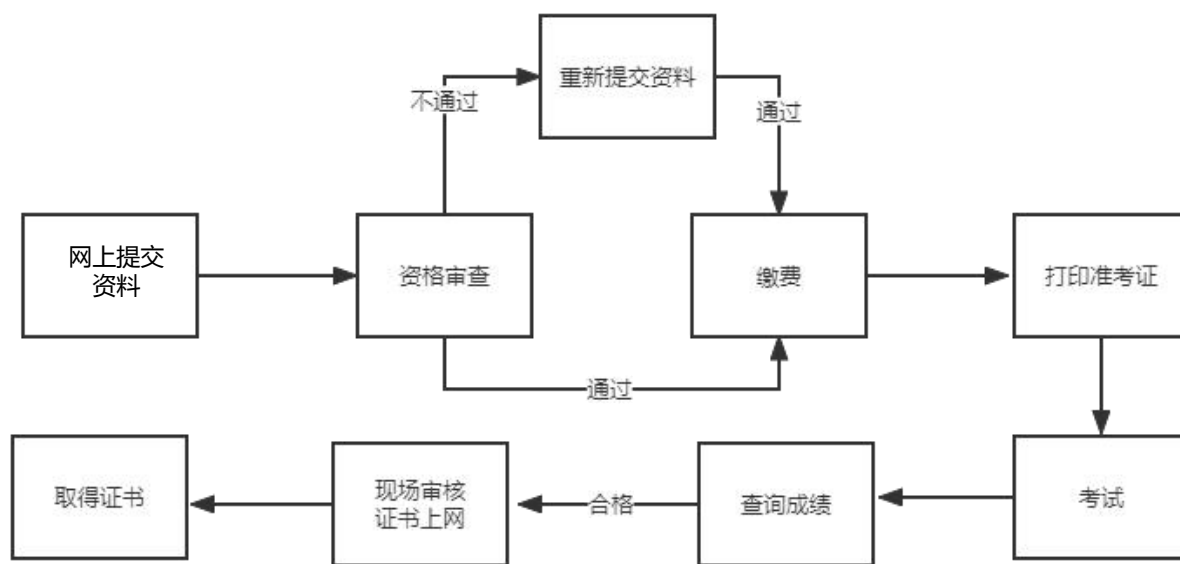 重新提交资料
不通过
通过
网上提交
资料
资格审查
缴费
打印准考证
通过
取得证书
现场审核
证书上网
合格
查询成绩
考试